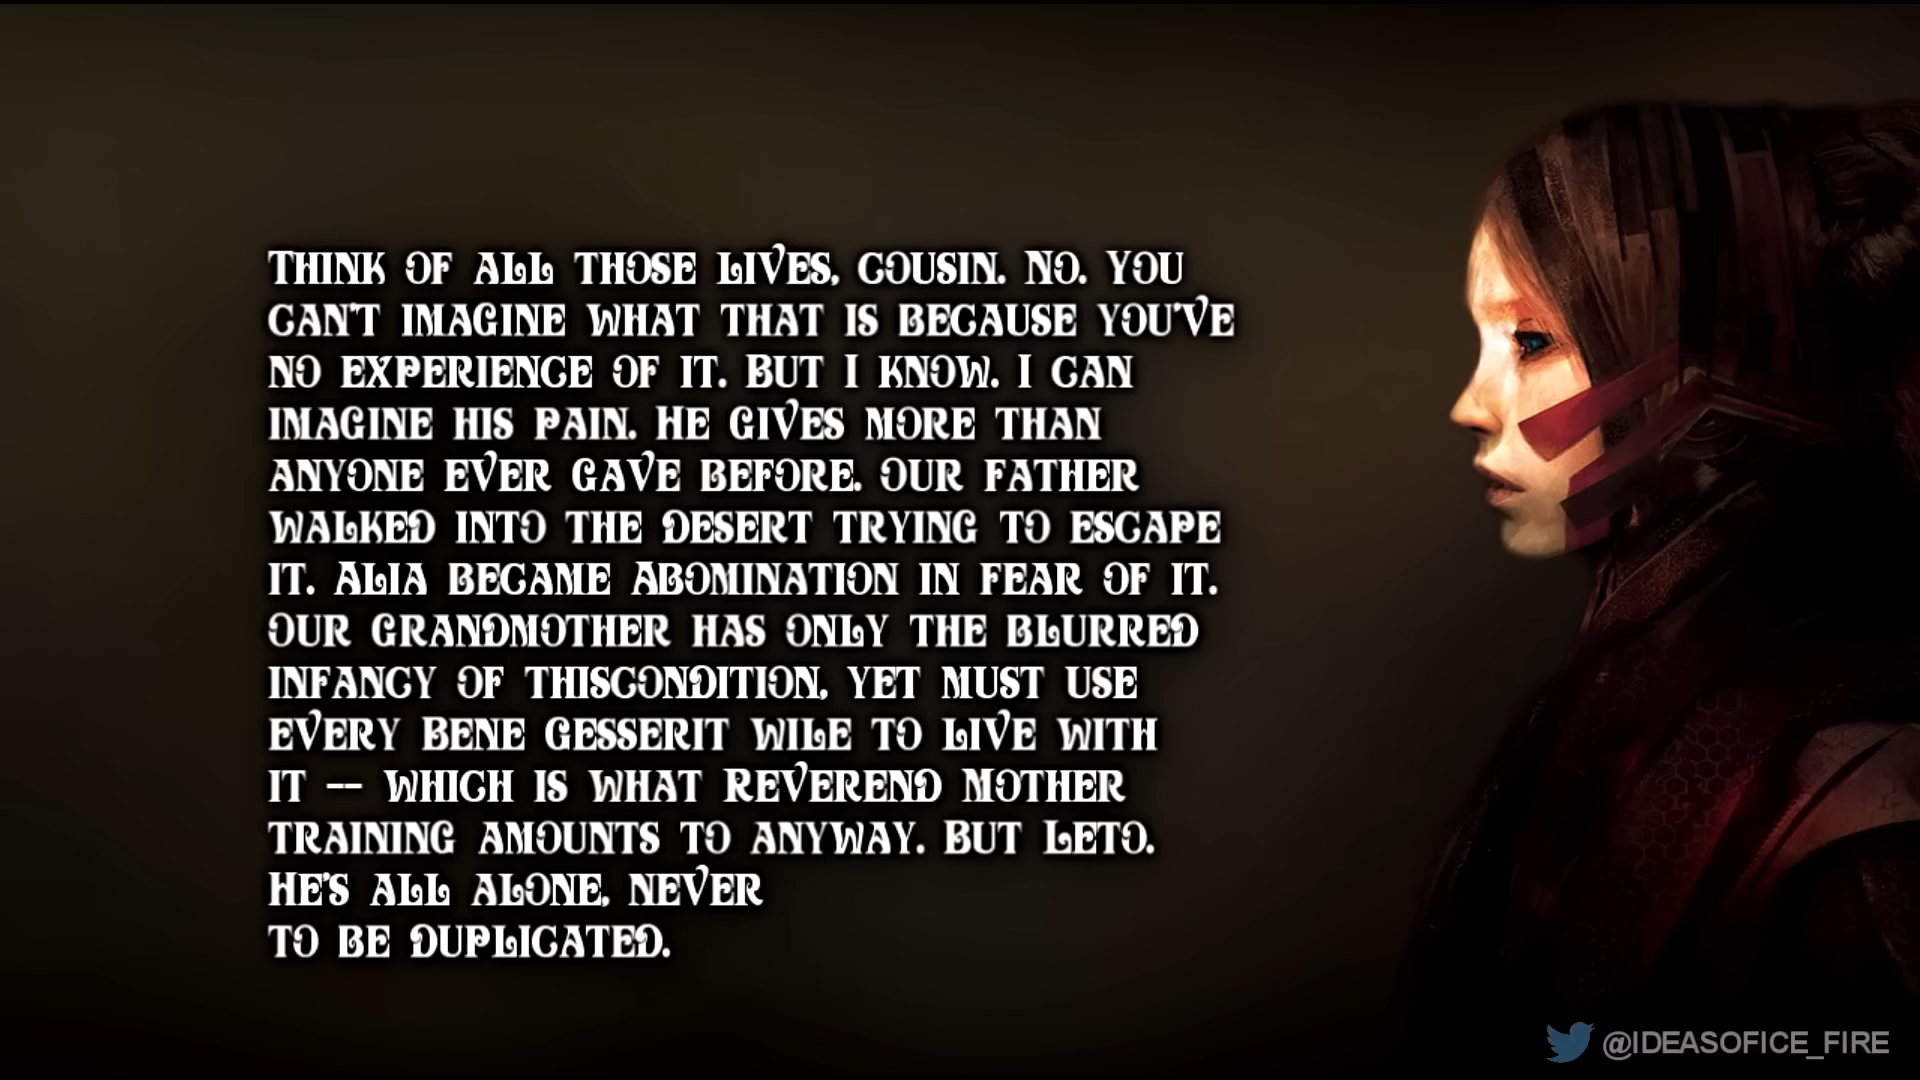 Think of all those lives, cousin. No. You
can't imagine what that is because you've
no experience of it. But I know. I can
imagine his pain. He gives more than
anyone ever gave before. Our father
walked into the desert trying to escape
it. Alia became Abomination in fear of it.
Our grandmother has only the blurred
infancy of thiscondition, yet must use
every Bene Gesserit wile to live with
it -- which is what Reverend Mother
training amounts to anyway. But Leto.
He's all alone, never
to be duplicated.
@IDEASOFICE_FIRE